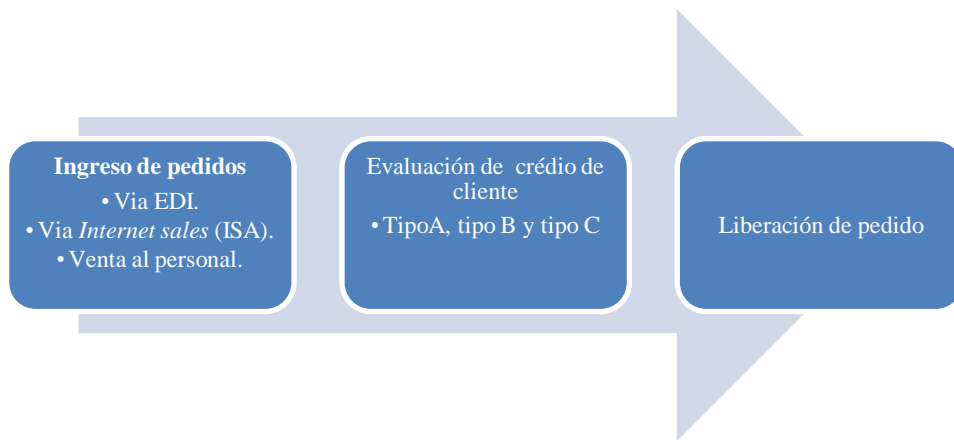 Ingreso de pedidos
• Via EDI.
• Via Internet sales (ISA).
• Venta al personal.
Evaluación de crédio de
cliente
• TipoA, tipo B y tipo C
Liberación de pedido